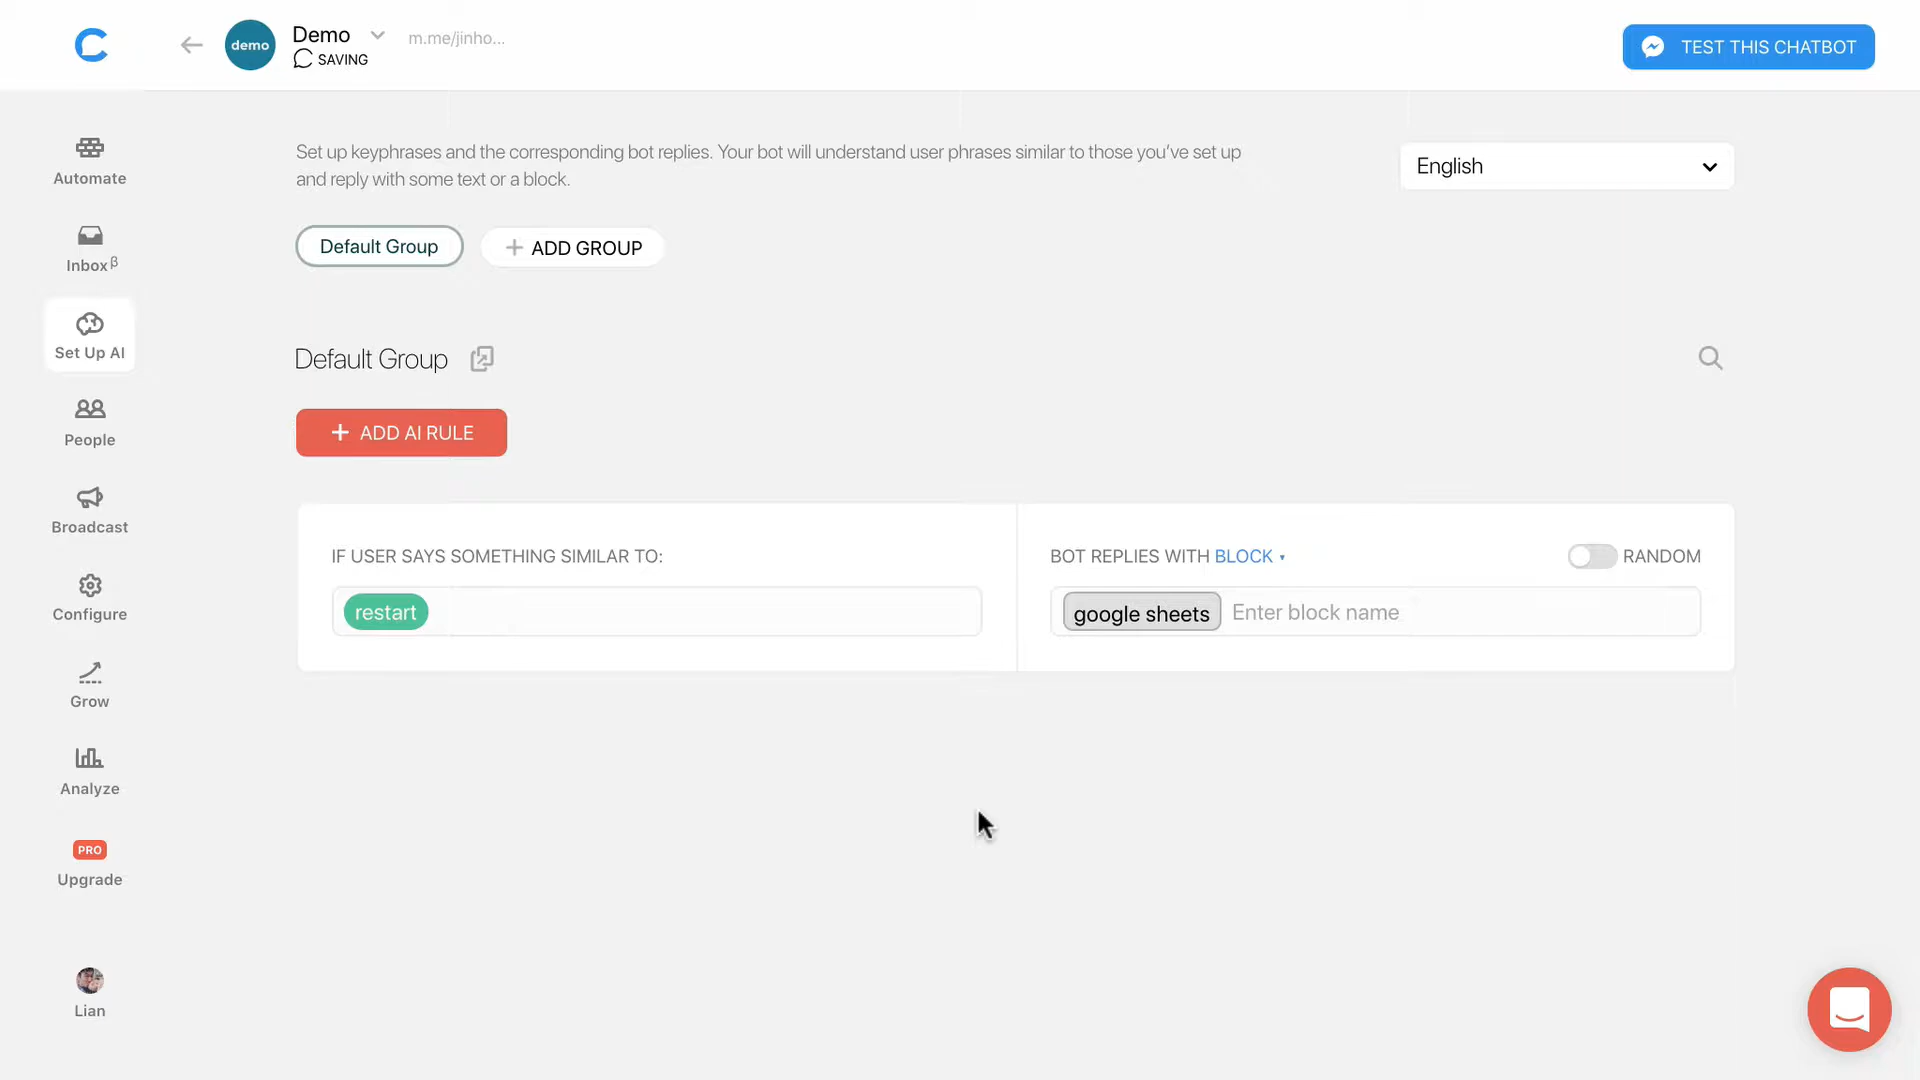 demo
Demo
m.me/jinho...
SAVING
TEST THIS CHATBOT
Automate
Inbox β
Set Up AI
People
Broadcast
Configure
Grow
Analyze
PRO
Upgrade
Lian
Set up keyphrases and the corresponding bot replies. Your bot will understand user phrases similar to those you’ve set up
and reply with some text or a block.
English
Default Group
+ ADD GROUP
Default Group
+ ADD AI RULE
IF USER SAYS SOMETHING SIMILAR TO:
restart
BOT REPLIES WITH BLOCK
RANDOM
google sheets
Enter block name